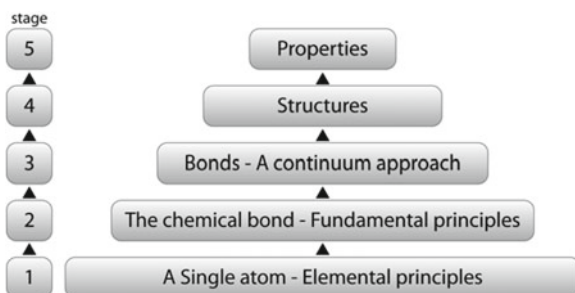 stage
5 Properties
4 Structures
3 Bonds - A continuum approach
2 The chemical bond - Fundamental principles
1 A Single atom - Elemental principles